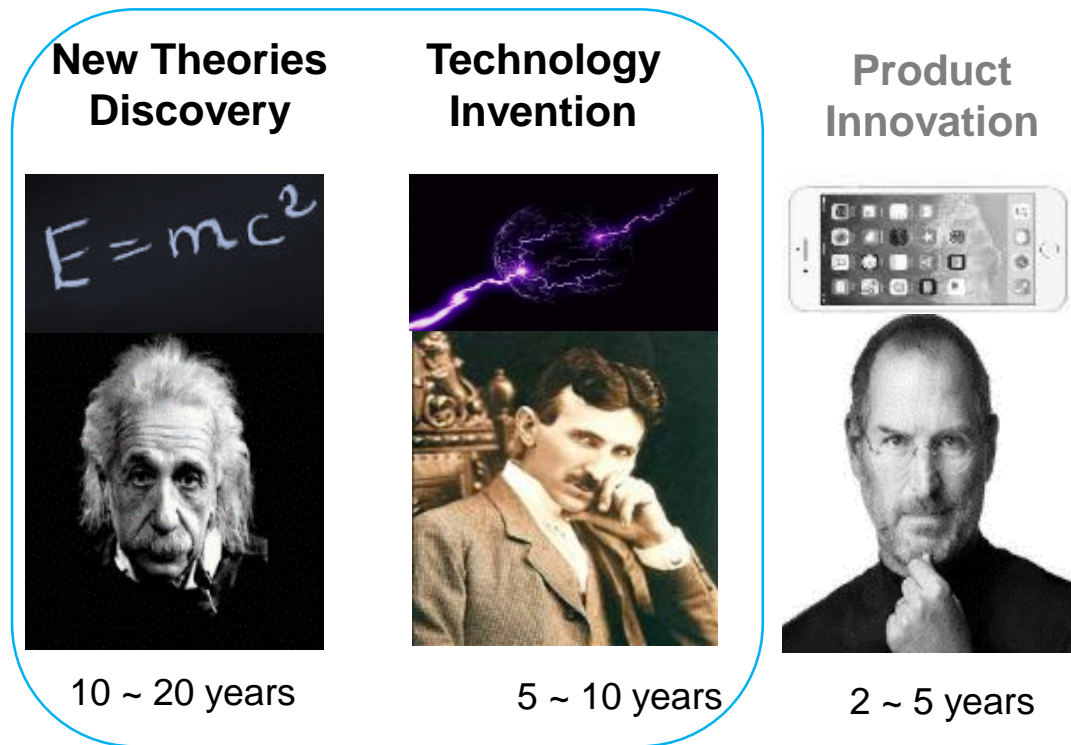 New Theories
Discovery
Technology
Invention
Product
Innovation
E = mc²
10 ~ 20 years
5 ~ 10 years
2 ~ 5 years